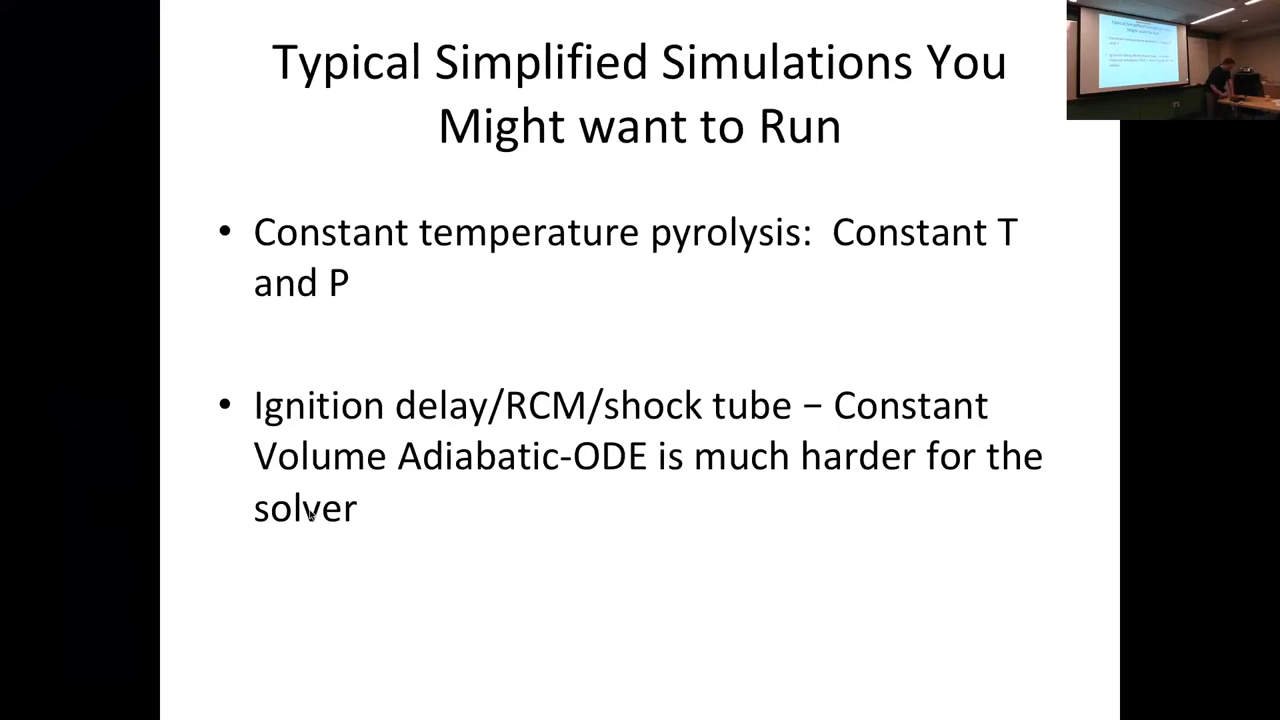 Typical Simplified Simulations You
Might want to Run
• Constant temperature pyrolysis:  Constant T
and P
• Ignition delay/RCM/shock tube – Constant
Volume Adiabatic-ODE is much harder for the
solver